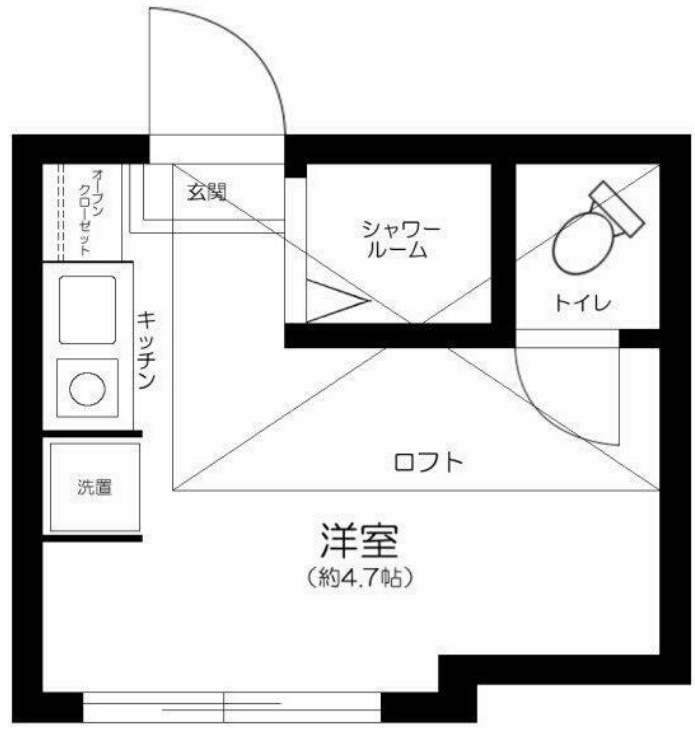 オープン
クローゼット
玄関
シャワー
ルーム
トイレ
キッチン
ロフト
洗置
洋室
（約4.7帖）